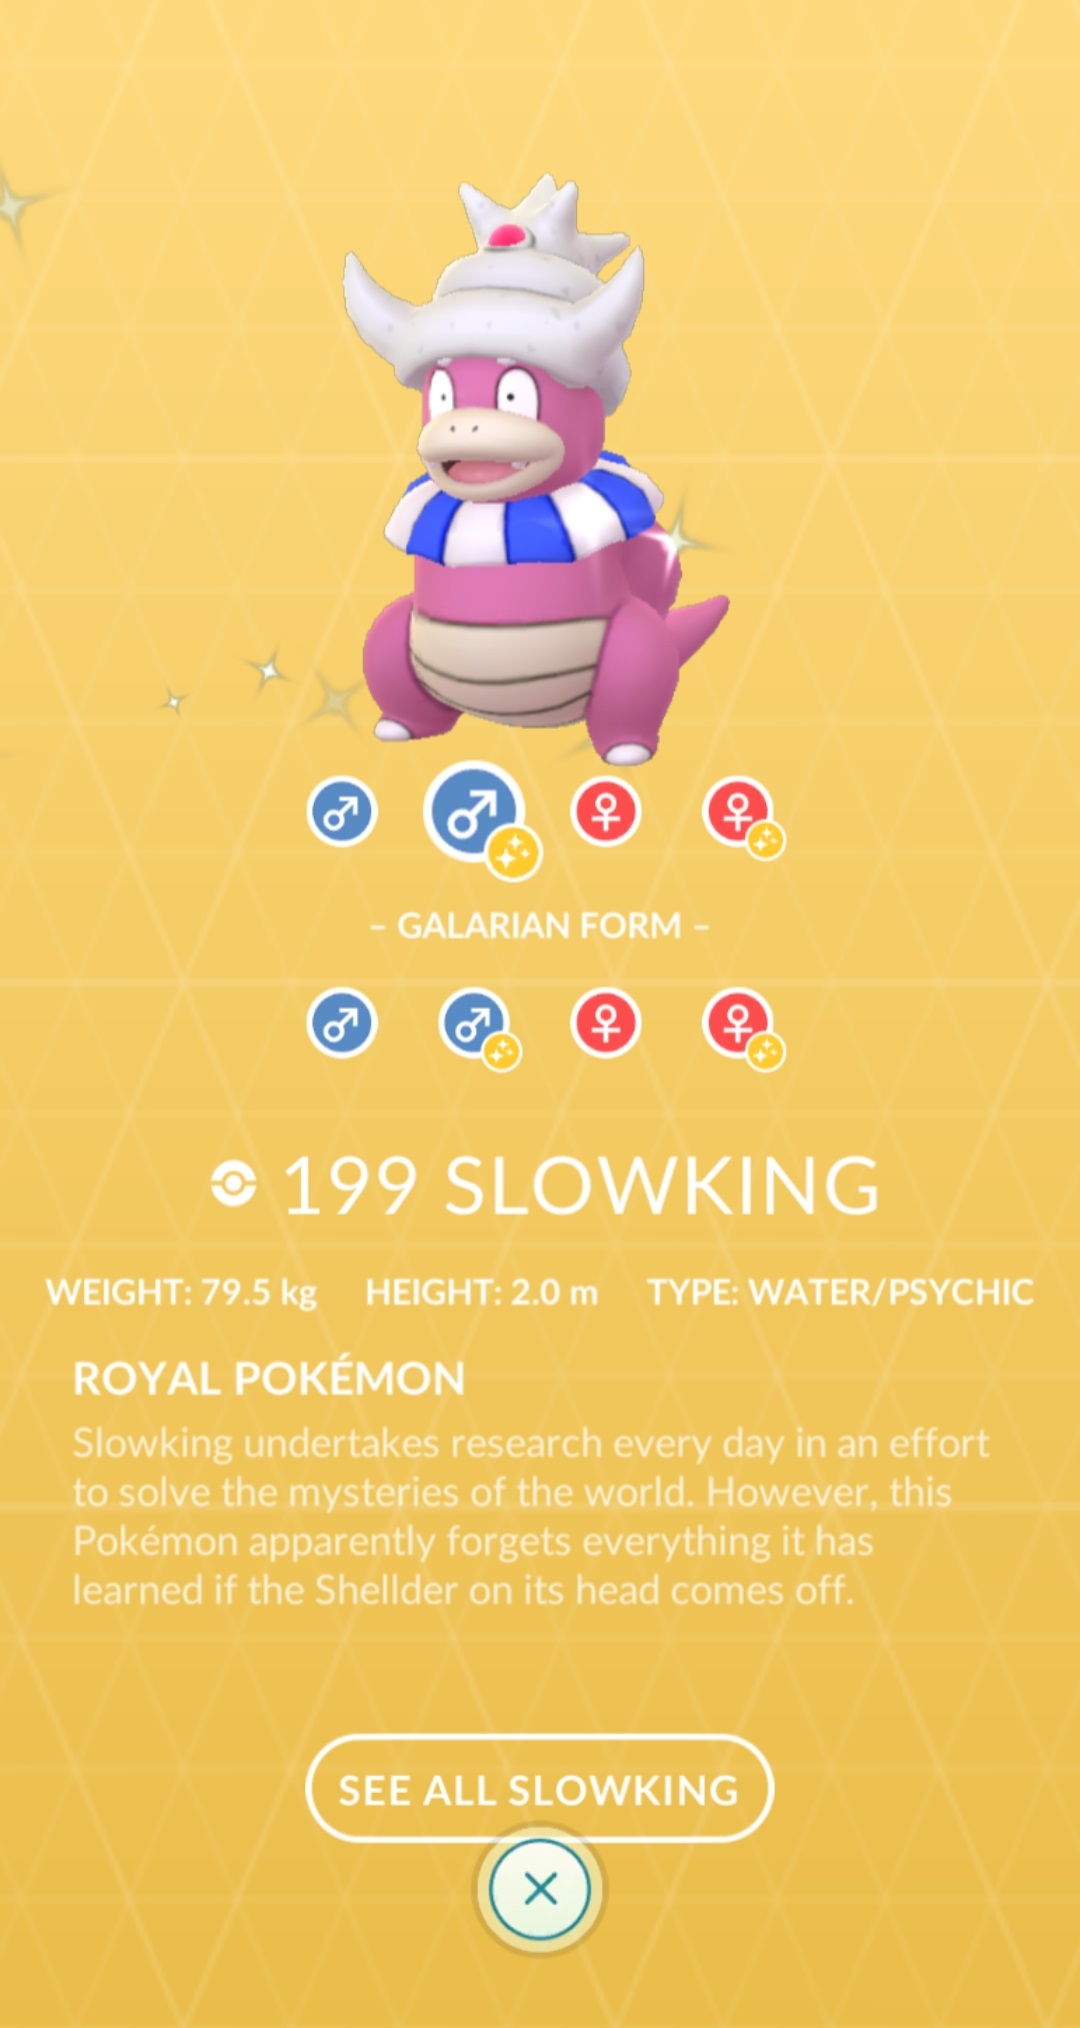 – GALARIAN FORM –
199 SLOWKING
WEIGHT: 79.5 kg HEIGHT: 2.0 m TYPE: WATER/PSYCHIC
ROYAL POKÉMON
Slowking undertakes research every day in an effort
to solve the mysteries of the world. However, this
Pokémon apparently forgets everything it has
learned if the Shellder on its head comes off.
SEE ALL SLOWKING